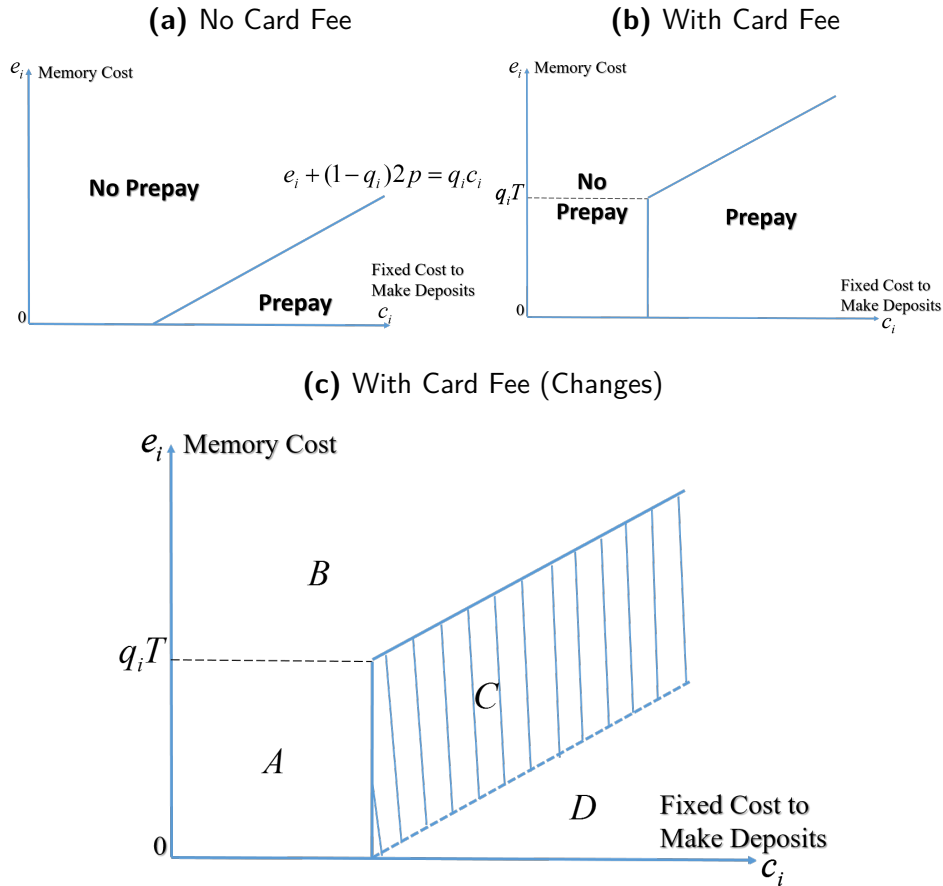 (a) No Card Fee
(b) With Card Fee
e_i Memory Cost
No Prepay
e_i + (1 − q_i)2p = q_i c_i
Fixed Cost to
Make Deposits
Prepay
0
c_i
e_i Memory Cost
No
Prepay
q_i T
Prepay
Fixed Cost to
Make Deposits
0
c_i
(c) With Card Fee (Changes)
e_i Memory Cost
B
q_i T
C
A
D
Fixed Cost to
Make Deposits
0
c_i